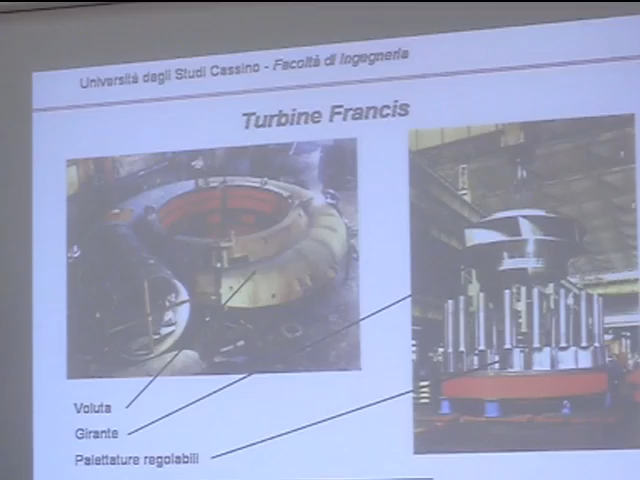 Università degli Studi Cassino - Facoltà di Ingegneria
Turbine Francis
Voluta
Girante
Palettature regolabili